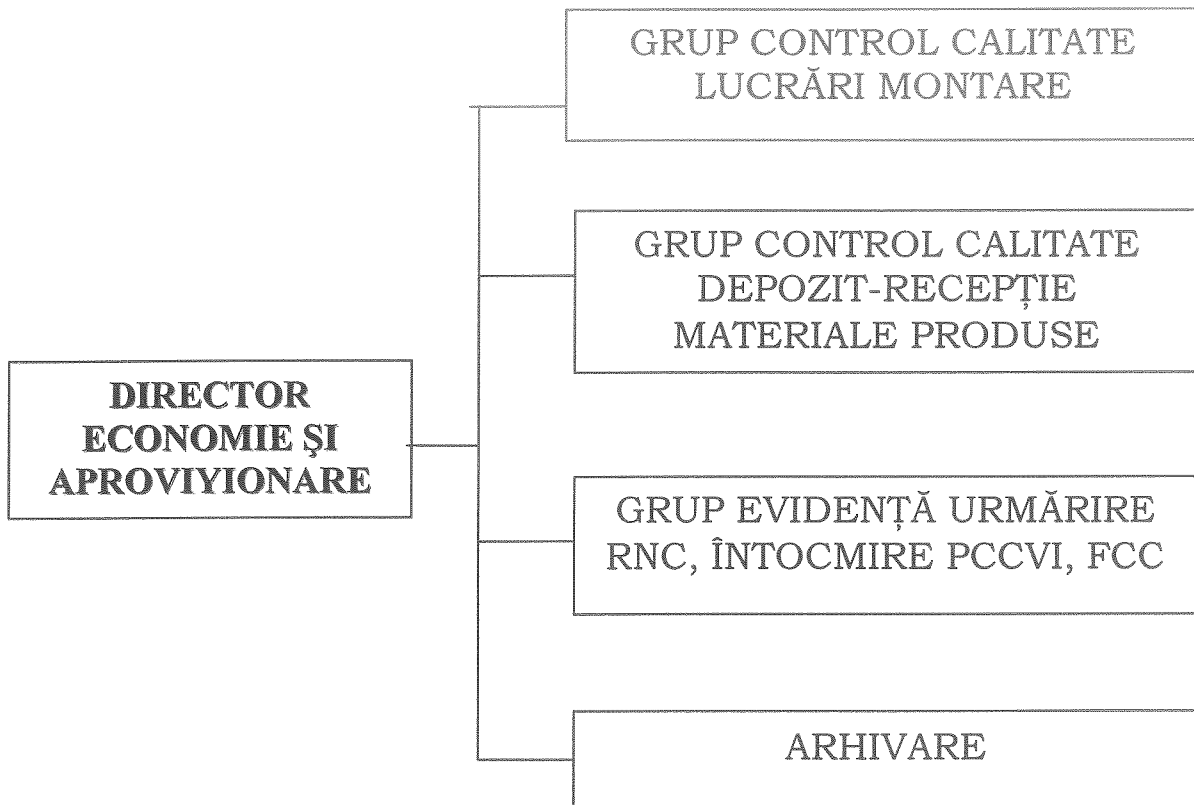 GRUP CONTROL CALITATE
LUCRĂRI MONTARE
GRUP CONTROL CALITATE
DEPOZIT-RECEPȚIE
MATERIALE PRODUSE
DIRECTOR
ECONOMIE ŞI
APROVIYIONARE
GRUP EVIDENȚĂ URMĂRIRE
RNC, ÎNTOCMIRE PCCVI, FCC
ARHIVARE